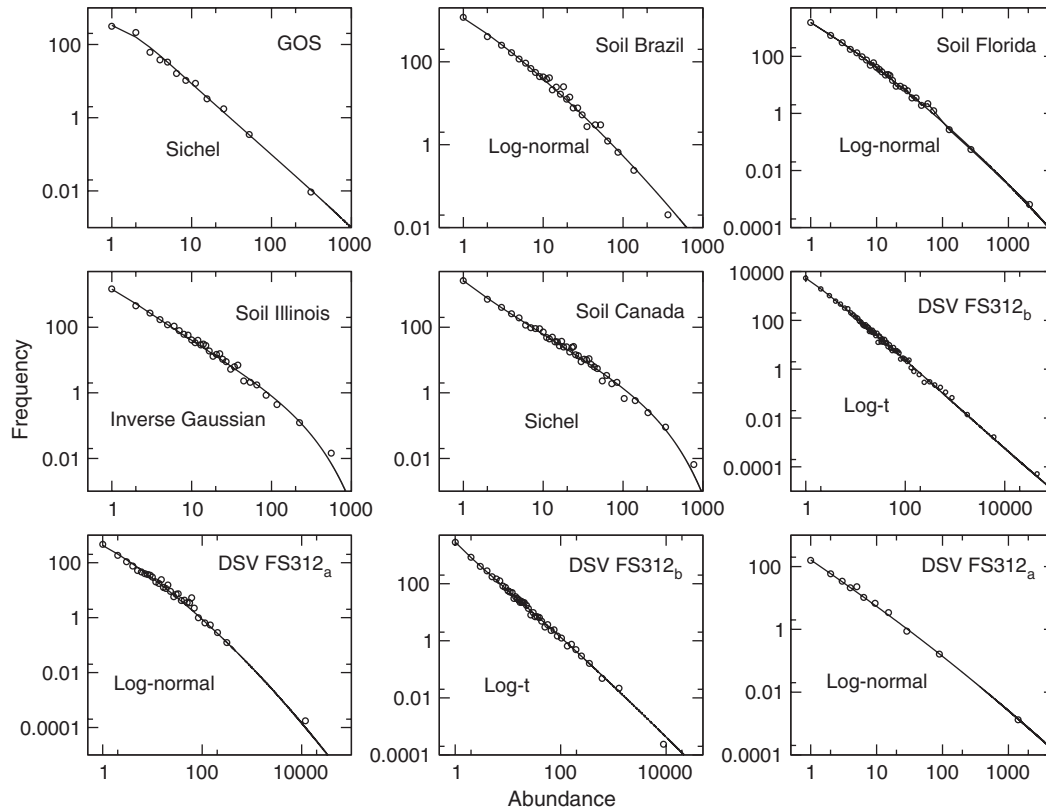 GOS
Sichel
100
1
0.01
1 10 100 1000
Soil Brazil
Log-normal
100
1
0.01
1 10 100 1000
Soil Florida
Log-normal
100
1
0.01
0.0001
1 10 100 1000
Soil Illinois
Inverse Gaussian
100
1
0.01
1 10 100 1000
Soil Canada
Sichel
100
1
0.01
1 10 100 1000
DSV FS312b
Log-t
10000
100
1
0.01
0.0001
1 100 10000
DSV FS312a
Log-normal
100
1
0.01
0.0001
1 100 10000
DSV FS312b
Log-t
100
1
0.01
0.0001
1 100 10000
DSV FS312a
Log-normal
100
1
0.01
0.0001
1 10 100 1000
Frequency
Abundance